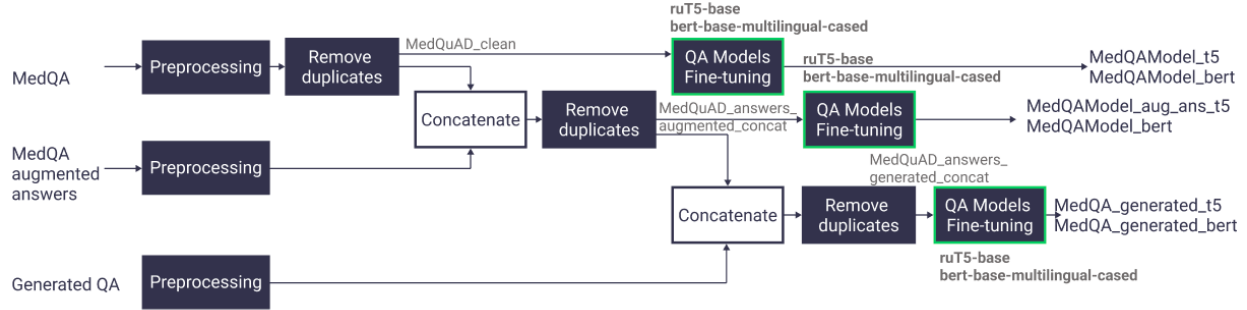 ruT5-base
bert-base-multilingual-cased
MedQA
Preprocessing
Remove
duplicates
MedQuAD_clean
QA Models
Fine-tuning
ruT5-base
bert-base-multilingual-cased
MedQAModel_t5
MedQAModel_bert
Concatenate
Remove
duplicates
MedQuAD_answers_
augmented_concat
QA Models
Fine-tuning
MedQAModel_aug_ans_t5
MedQAModel_bert
MedQA
augmented
answers
Preprocessing
Concatenate
Remove
duplicates
MedQuAD_answers_
generated_concat
QA Models
Fine-tuning
MedQA_generated_t5
MedQA_generated_bert
ruT5-base
bert-base-multilingual-cased
Generated QA
Preprocessing